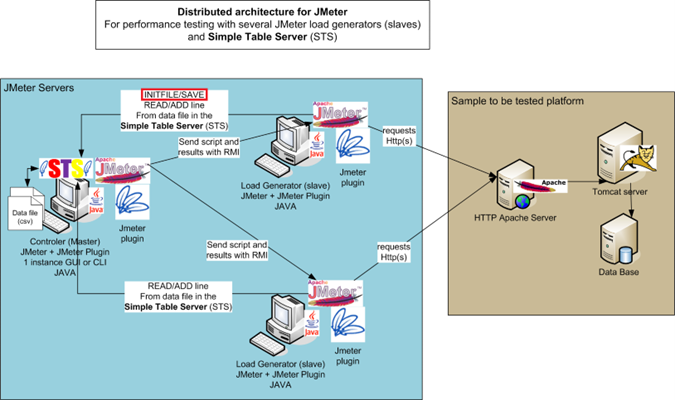 Distributed architecture for JMeter
For performance testing with several JMeter load generators (slaves)
and Simple Table Server (STS)
JMeter Servers
INITFILE/SAVE
READ/ADD line
From data file in the
Simple Table Server (STS)
Apache
JMeter
Send script and
results with RMI
Java
Jmeter
plugin
Load Generator (slave)
JMeter + JMeter Plugin
JAVA
requests
Http(s)
STS
Apache
JMeter
Data file
(csv)
Java
Jmeter
plugin
Controler (Master)
JMeter + JMeter Plugin
1 instance GUI or CLI
JAVA
Send script and
results with RMI
requests
Http(s)
READ/ADD line
From data file in the
Simple Table Server (STS)
Apache
JMeter
Java
Jmeter
plugin
Load Generator (slave)
JMeter + JMeter Plugin
JAVA
Sample to be tested platform
Apache
HTTP Apache Server
Tomcat server
Data Base